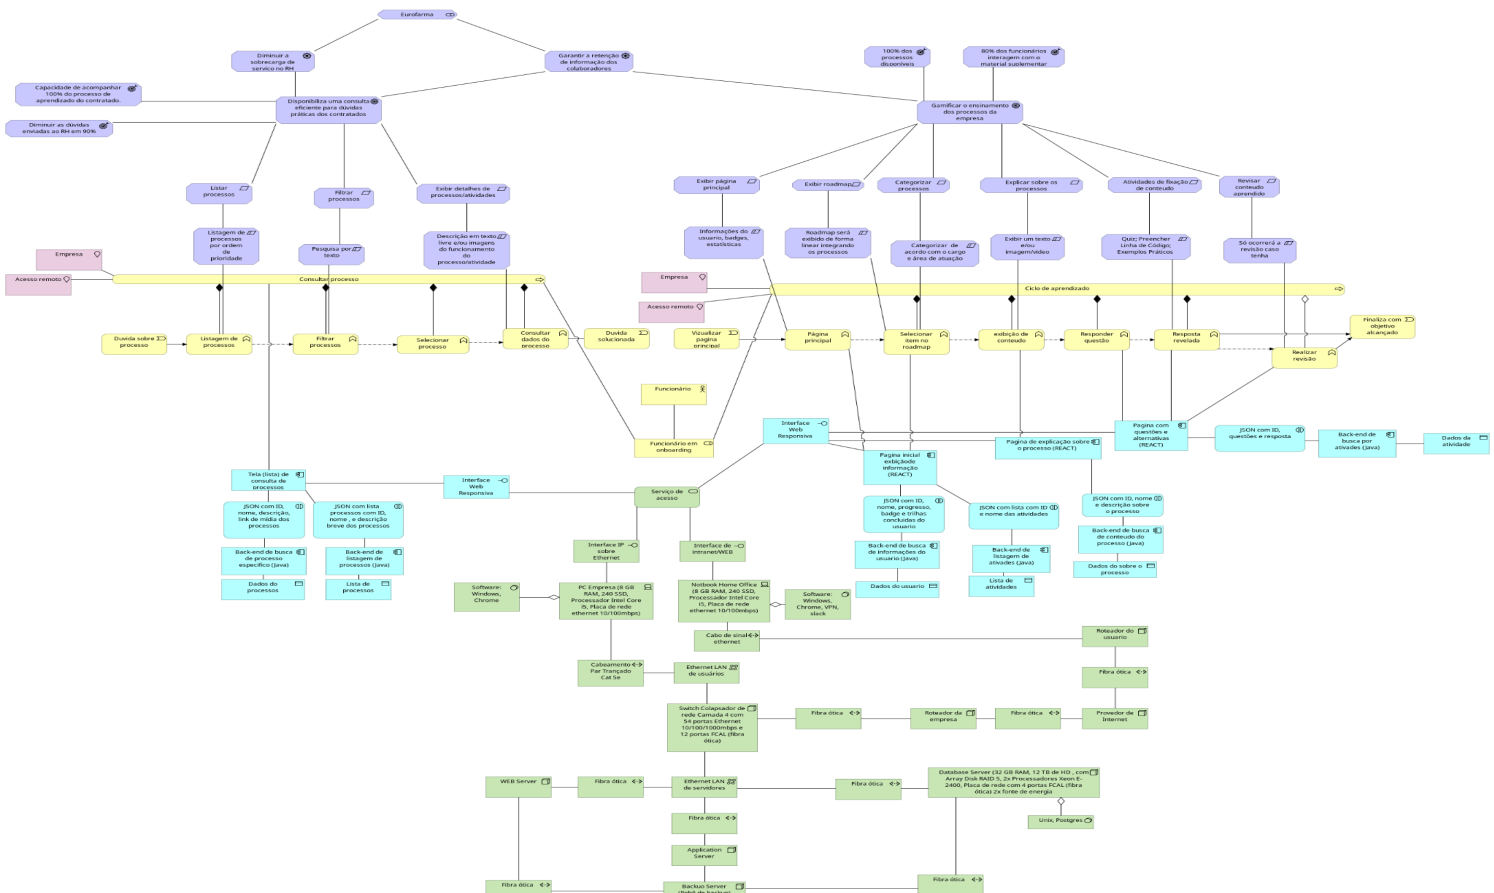 Eurofarma
Diminuir a
sobrecarga de
serviço no RH
Garantir a retenção
de informação dos
colaboradores
100% dos
processos
disponíveis
80% dos funcionários
interagem com o
material suplementar
Capacidade de acompanhar
100% do processo de
aprendizado do contratado.
Disponibiliza uma consulta
eficiente para dúvidas
práticas dos contratados
Gamificar o ensinamento
dos processos da
empresa
Diminuir as dúvidas
enviadas ao RH em 90%
Listar
processos
Filtrar
processos
Exibir detalhes de
processos/atividades
Exibir página
principal
Exibir roadmap
Categorizar
processos
Explicar sobre os
processos
Atividades de fixação
de conteudo
Revisar
conteudo
aprendido
Listagem de
processos
por ordem
de
prioridade
Pesquisa por
texto
Descrição em texto
livre e/ou imagens
do funcionamento
do
processo/atividade
Informações do
usuario, badges,
estatísticas
Roadmap será
exibido de forma
linear integrando
os processos
Categorizar de
acordo com o cargo
e área de atuação
Exibir um texto
e/ou
imagem/video
Quiz; Preencher
Linha de Código;
Exemplos Práticos
Só ocorrerá a
revisão caso
tenha
Empresa
Acesso remoto
Consultar processo
Empresa
Acesso remoto
Ciclo de aprendizado
Duvida sobre
processo
Listagem de
processos
Filtrar
processos
Selecionar
processo
Consultar
dados do
processo
Duvida
solucionada
Vizualizar
pagina
principal
Página
principal
Selecionar
item no
roadmap
exibição de
conteudo
Responder
questão
Resposta
revelada
Realizar
revisão
Finaliza com
objetivo
alcançado
Funcionário
Funcionário em
onboarding
Interface
Web
Responsiva
Pagina com
questões e
alternativas
(REACT)
JSON com ID,
questões e resposta
Back-end de
busca por
ativades (Java)
Dados da
atividade
Pagina de explicação sobre
o processo (REACT)
Pagina inicial
exbiçãode
informação
(REACT)
Tela (lista) de
consulta de
processos
Interface
Web
Responsiva
Serviço de
acesso
JSON com ID,
nome, descrição,
link de mídia dos
processos
JSON com lista
processos com ID,
nome , e descrição
breve dos processos
JSON com ID,
nome, progresso,
badge e trilhas
concluidas do
usuario
JSON com lista com ID
e nome das atividades
JSON com ID, nome
e descrição sobre
o processo
Back-end de busca
de processo
especifico (Java)
Back-end de
listagem de
processos (Java)
Interface IP
sobre
Ethernet
Interface de
intranet/WEB
Back-end de busca
de informações do
usuario (Java)
Back-end de
listagem de
ativades (Java)
Back-end de busca
de conteudo do
processo (Java)
Dados do
processos
Lista de
processos
Dados do usuario
Lista de
atividades
Dados do sobre o
processo
Software:
Windows,
Chrome
PC Empresa (8 GB
RAM, 240 SSD,
Processador Intel Core
i5, Placa de rede
ethernet 10/100mbps)
Notbook Home Office
(8 GB RAM, 240 SSD,
Processador Intel Core
i5, Placa de rede
ethernet 10/100mbps)
Software:
Windows,
Chrome, VPN,
slack
Cabo de sinal
ethernet
Roteador do
usuario
Cabeamento
Par Trançado
Cat 5e
Ethernet LAN
de usuários
Fibra ótica
Switch Colapsador de
rede Camada 4 com
54 portas Ethernet
10/100/1000mbps e
12 portas FCAL (fibra
ótica)
Fibra ótica
Roteador da
empresa
Fibra ótica
Provedor de
Internet
WEB Server
Fibra ótica
Ethernet LAN
de servidores
Fibra ótica
Database Server (32 GB RAM, 12 TB de HD , com
Array Disk RAID 5, 2x Processadores Xeon E-
2400, Placa de rede com 4 portas FCAL (fibra
ótica) 2x fonte de energia
Fibra ótica
Unix, Postgres
Application
Server
Fibra ótica
Backup Server
Fibra ótica